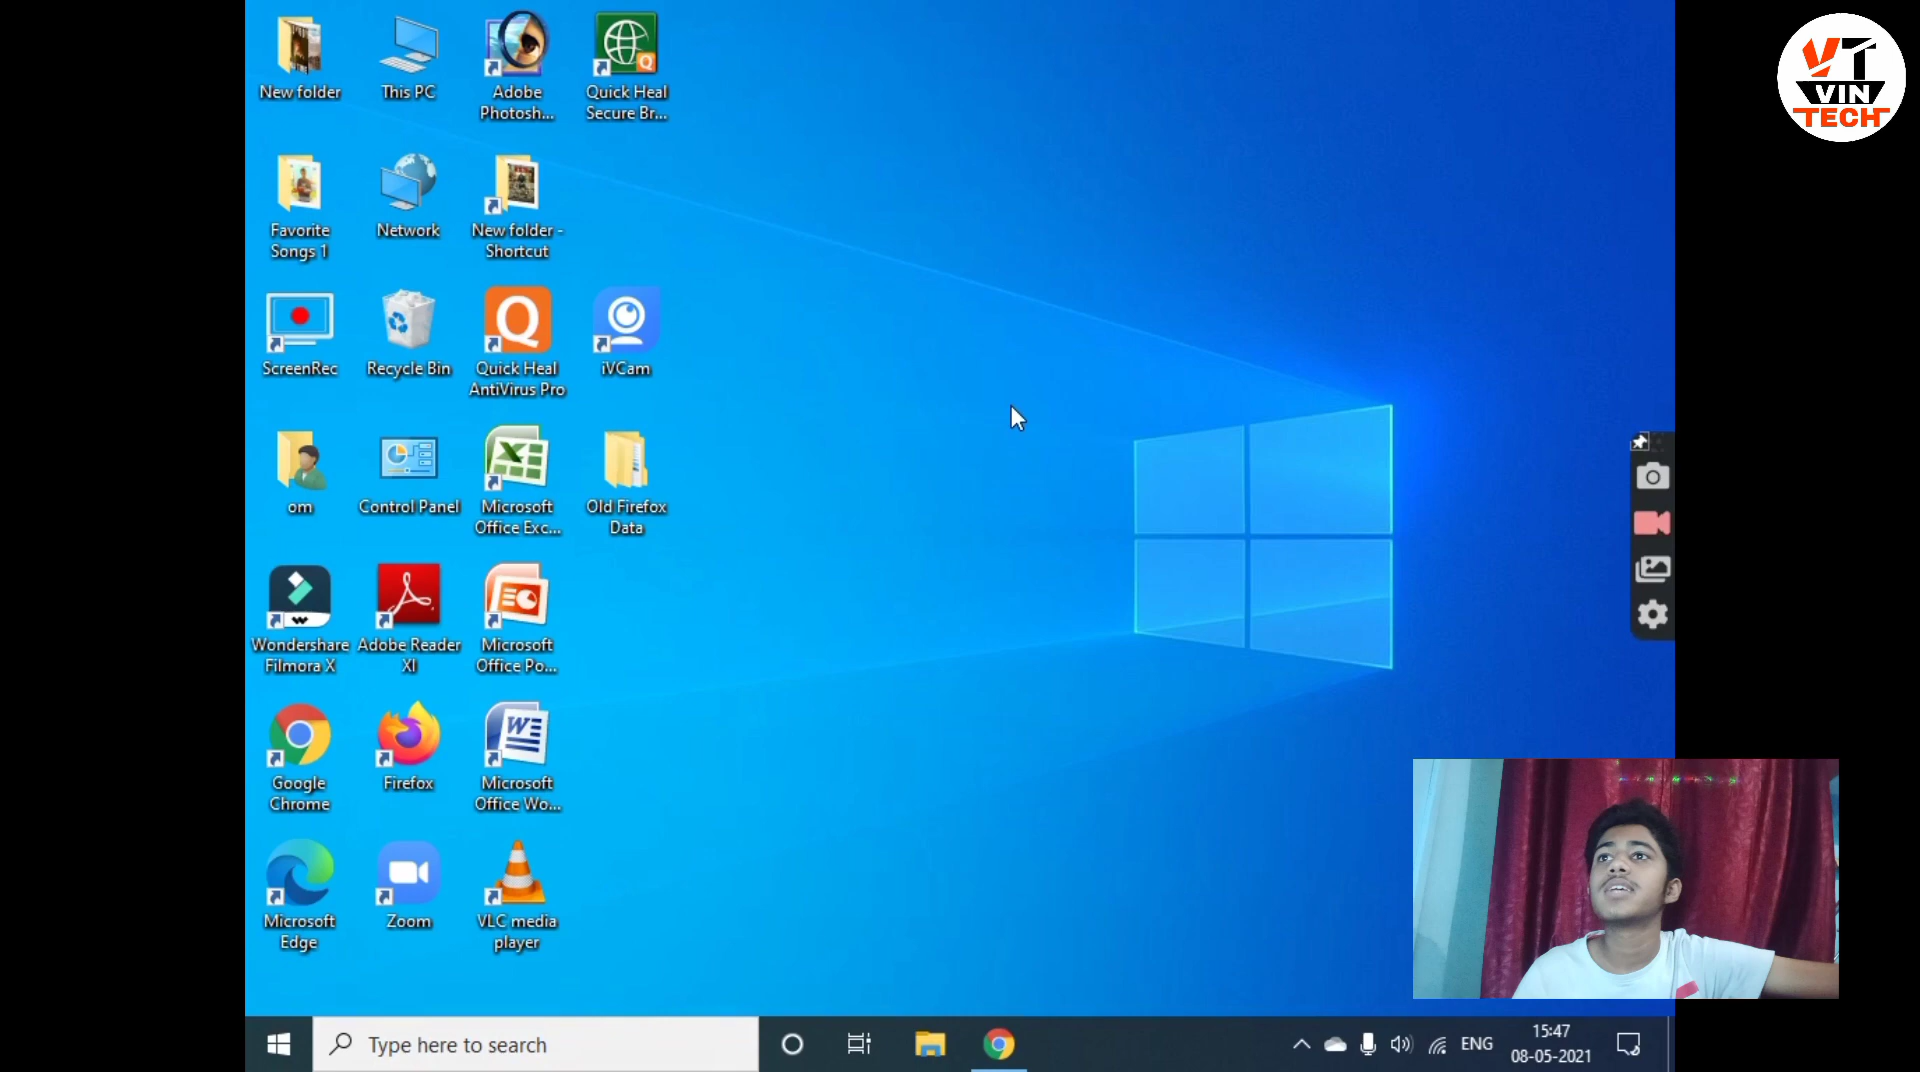 New folder
This PC
Adobe
Photosh...
Quick Heal
Secure Br...
VT
VIN
TECH
Favorite
Songs 1
Network
New folder -
Shortcut
ScreenRec
Recycle Bin
Quick Heal
AntiVirus Pro
iVCam
om
Control Panel
Microsoft
Office Exc...
Old Firefox
Data
Wondershare
Filmora X
Adobe Reader
XI
Microsoft
Office Po...
Google
Chrome
Firefox
Microsoft
Office Wo...
Microsoft
Edge
Zoom
VLC media
player
Type here to search
ENG
15:47
08-05-2021